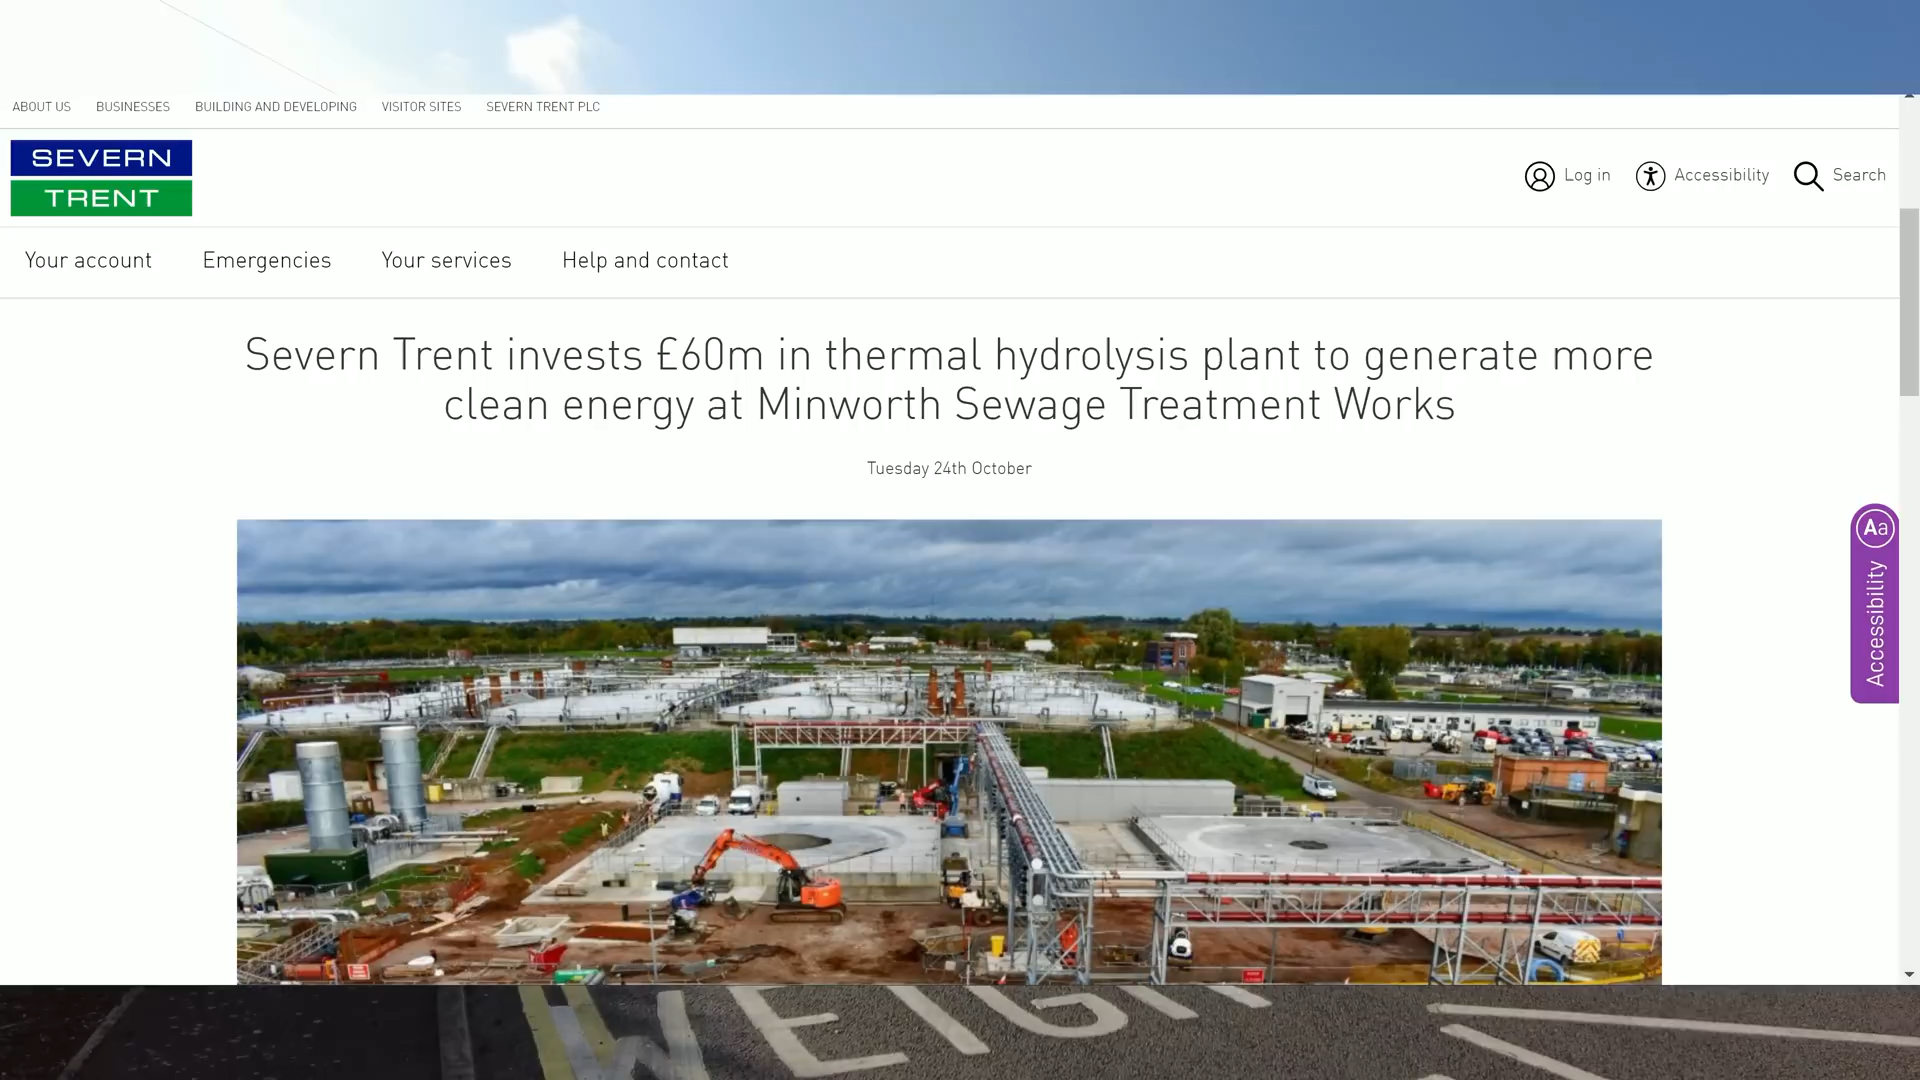 ABOUT US BUSINESSES BUILDING AND DEVELOPING VISITOR SITES SEVERN TRENT PLC
SEVERN
TRENT
Log in Accessibility Search
Your account Emergencies Your services Help and contact
Severn Trent invests £60m in thermal hydrolysis plant to generate more
clean energy at Minworth Sewage Treatment Works
Tuesday 24th October
Aa
Accessibility